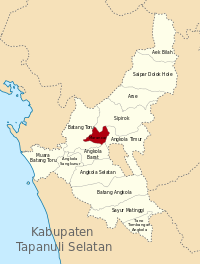 Aek Bilah
Saipar Dolok Hole
Arse
Sipirok
Batang Toru
Angkola Timur
Angkola
Barat
Muara
Batang Toru
Angkola
Sangkunur
Angkola Selatan
Batang Angkola
Sayur Matinggi
Tano
Tombangan
Angkola
Kabupaten
Tapanuli Selatan